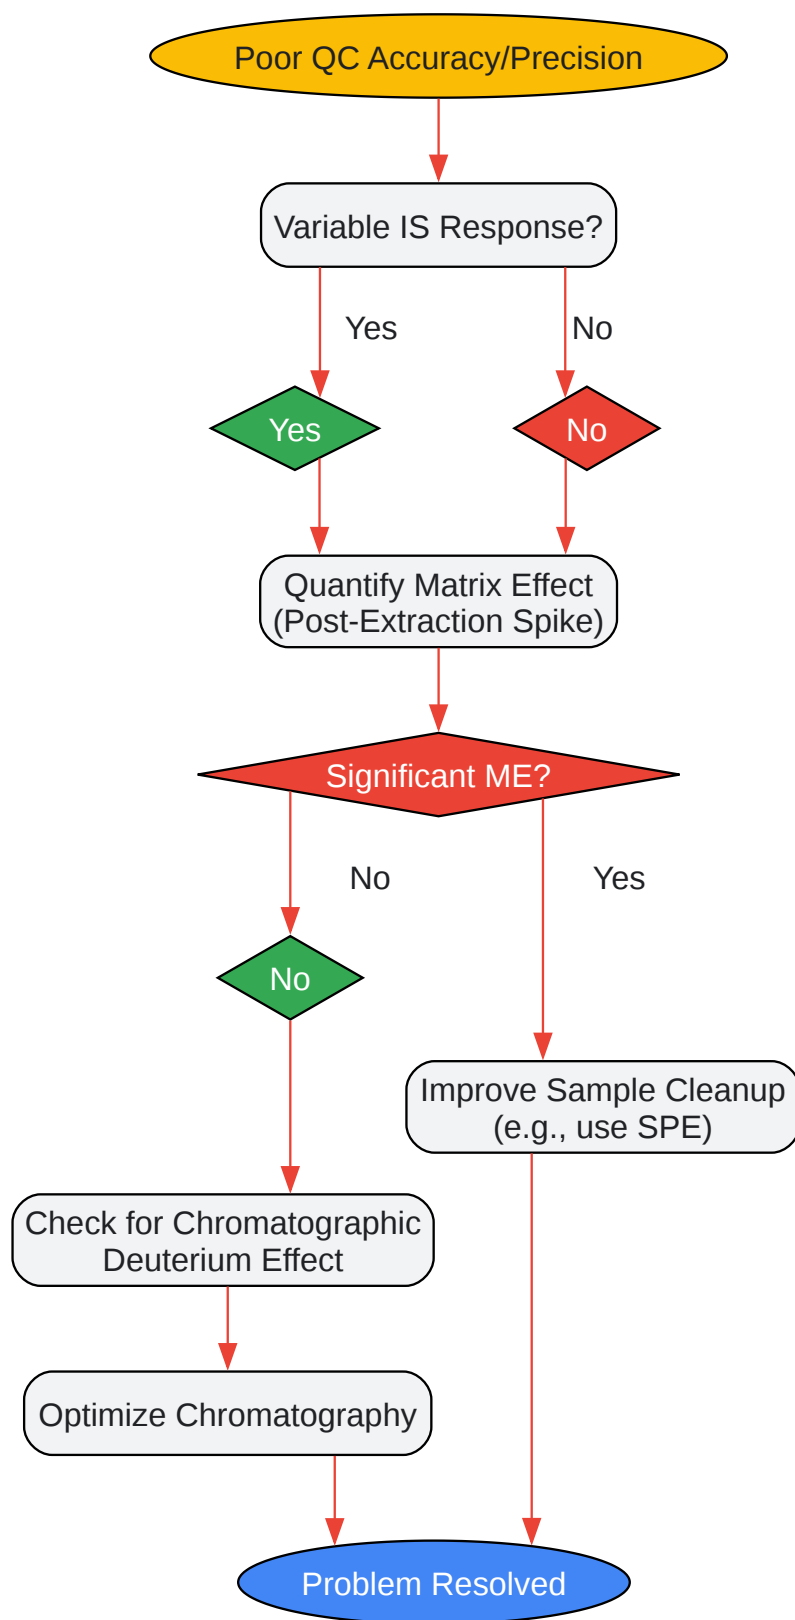 Poor QC Accuracy/Precision
Variable IS Response?
Yes
No
Yes
No
Quantify Matrix Effect
(Post-Extraction Spike)
Significant ME?
No
Yes
No
Improve Sample Cleanup
(e.g., use SPE)
Check for Chromatographic
Deuterium Effect
Optimize Chromatography
Problem Resolved